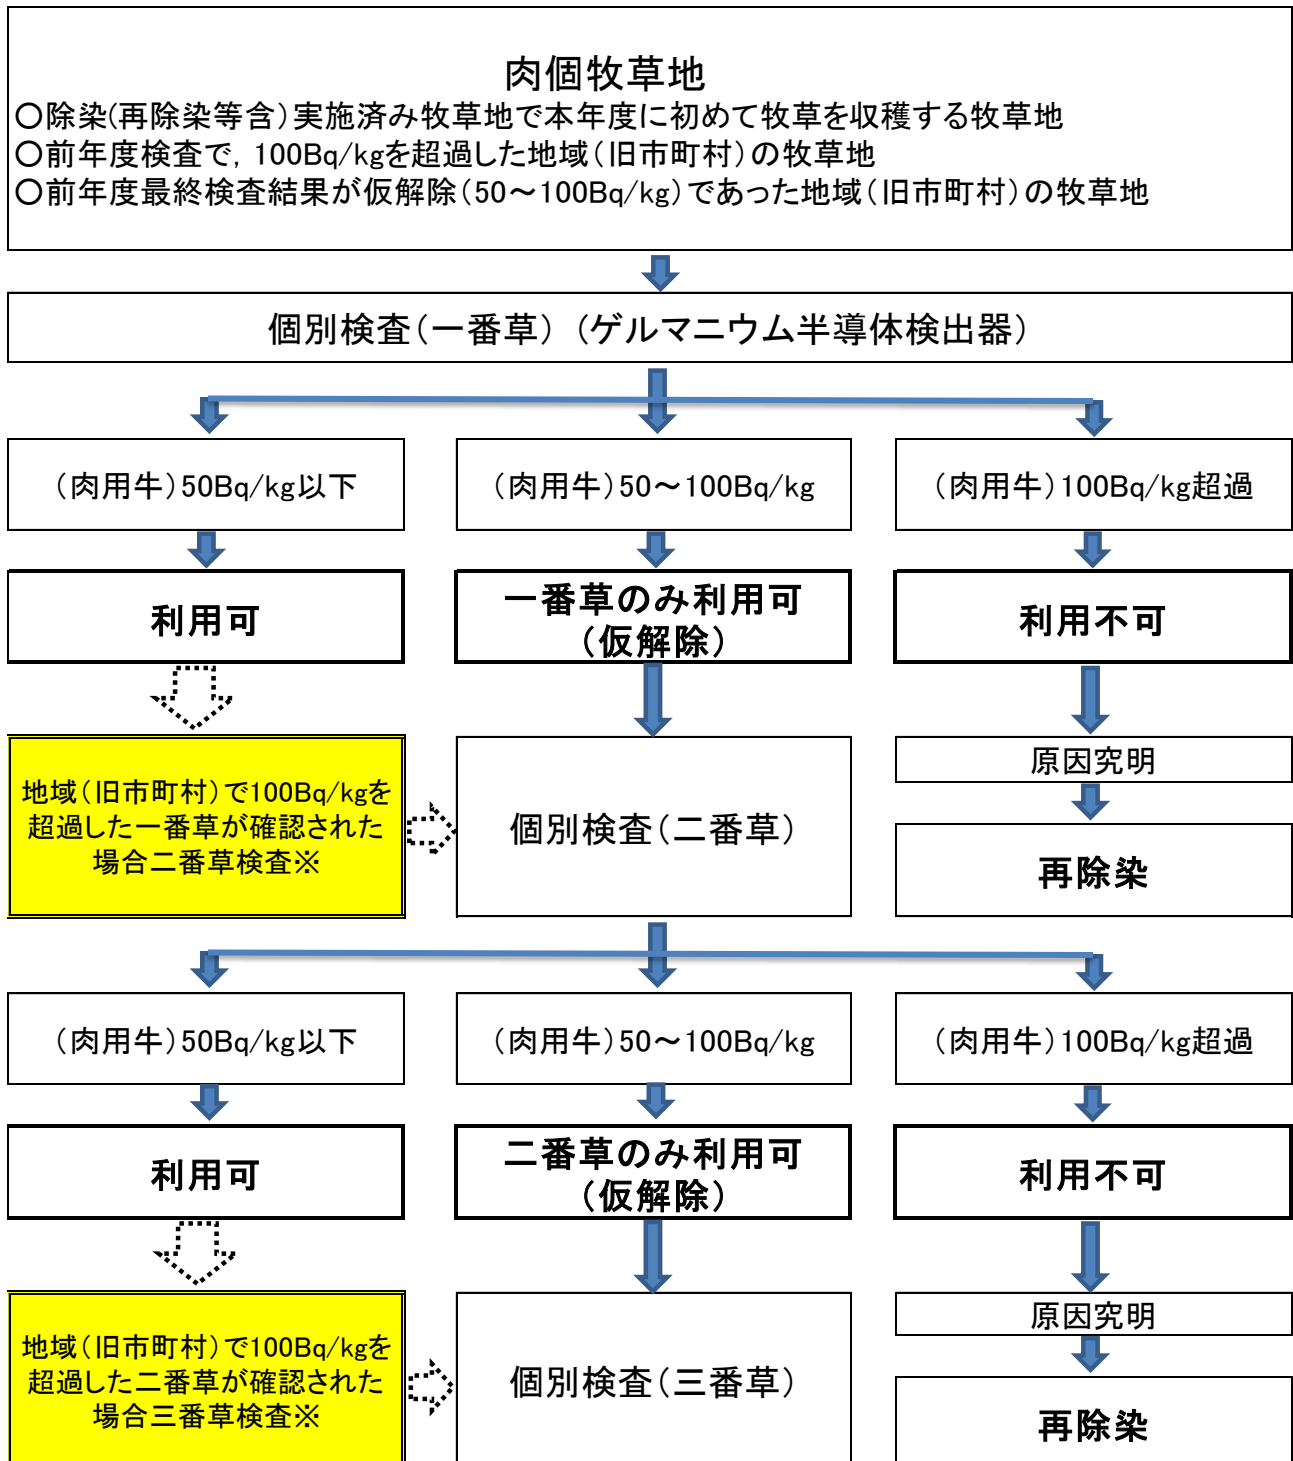 肉個牧草地
○除染(再除染等含)実施済み牧草地で本年度に初めて牧草を収穫する牧草地
○前年度検査で，100Bq/kgを超過した地域（旧市町村）の牧草地
○前年度最終検査結果が仮解除（50～100Bq/kg）であった地域（旧市町村）の牧草地
個別検査（一番草）（ゲルマニウム半導体検出器）
（肉用牛）50Bq/kg以下
（肉用牛）50～100Bq/kg
（肉用牛）100Bq/kg超過
利用可
一番草のみ利用可
（仮解除）
利用不可
地域（旧市町村）で100Bq/kgを
超過した一番草が確認された
場合二番草検査※
個別検査（二番草）
原因究明
再除染
（肉用牛）50Bq/kg以下
（肉用牛）50～100Bq/kg
（肉用牛）100Bq/kg超過
利用可
二番草のみ利用可
（仮解除）
利用不可
地域（旧市町村）で100Bq/kgを
超過した二番草が確認された
場合三番草検査※
個別検査（三番草）
原因究明
再除染